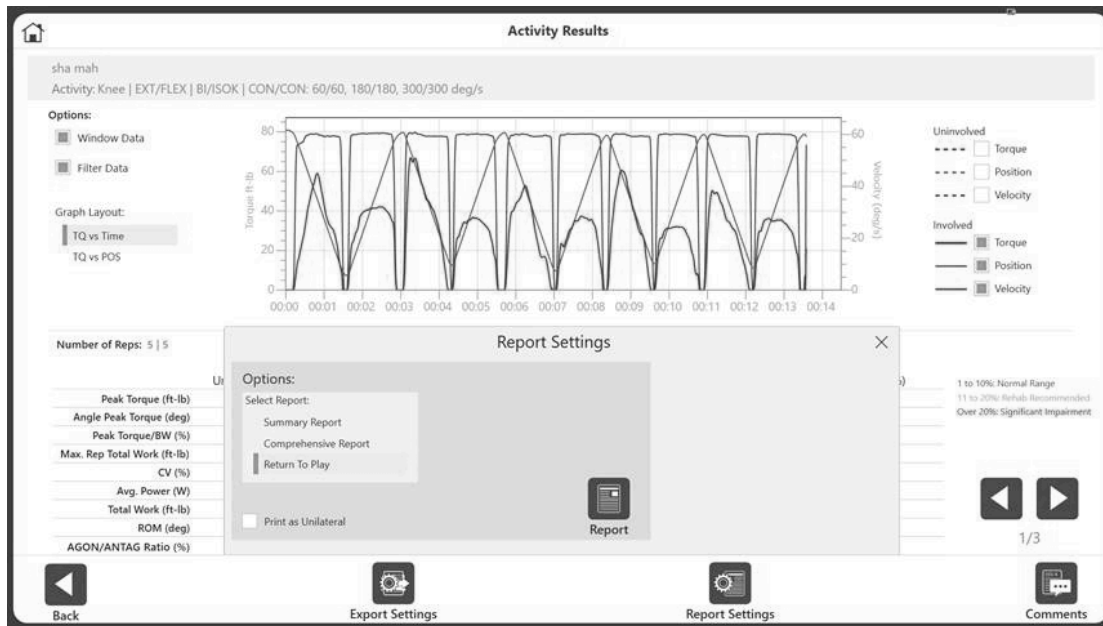 Activity Results
sha mah
Activity: Knee | EXT/FLEX | BI/ISOK | CON/CON: 60/60, 180/180, 300/300 deg/s
Options:
Window Data
Filter Data
Graph Layout:
TQ vs Time
TQ vs POS
80
60
40
20
0
Torque ft-lb
60
40
20
0
Velocity (deg/s)
00:00 00:01 00:02 00:03 00:04 00:05 00:06 00:07 00:08 00:09 00:10 00:11 00:12 00:13 00:14
Uninvolved
Torque
Position
Velocity
Involved
Torque
Position
Velocity
Number of Reps: 5 | 5
Peak Torque (ft-lb)
Angle Peak Torque (deg)
Peak Torque/BW (%)
Max. Rep Total Work (ft-lb)
CV (%)
Avg. Power (W)
Total Work (ft-lb)
ROM (deg)
AGON/ANTAG Ratio (%)
Report Settings
Options:
Select Report:
Summary Report
Comprehensive Report
Return To Play
Print as Unilateral
Report
1 to 10%: Normal Range
11 to 20%: Rehab Recommended
Over 20%: Significant Impairment
1/3
Back
Export Settings
Report Settings
Comments